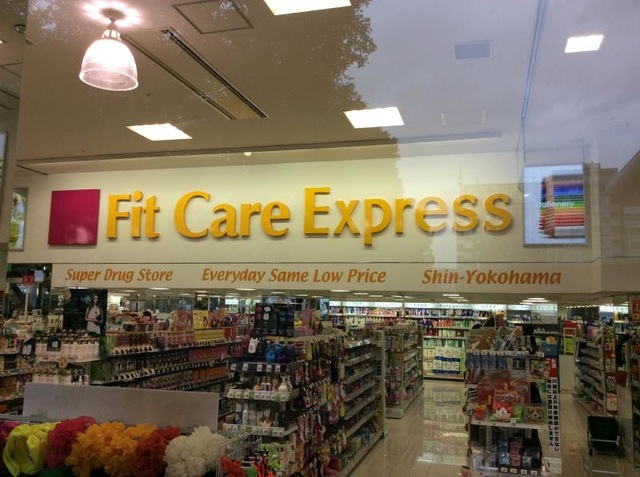 Fit Care Express
Stationery
Super Drug Store Everyday Same Low Price Shin-Yokohama